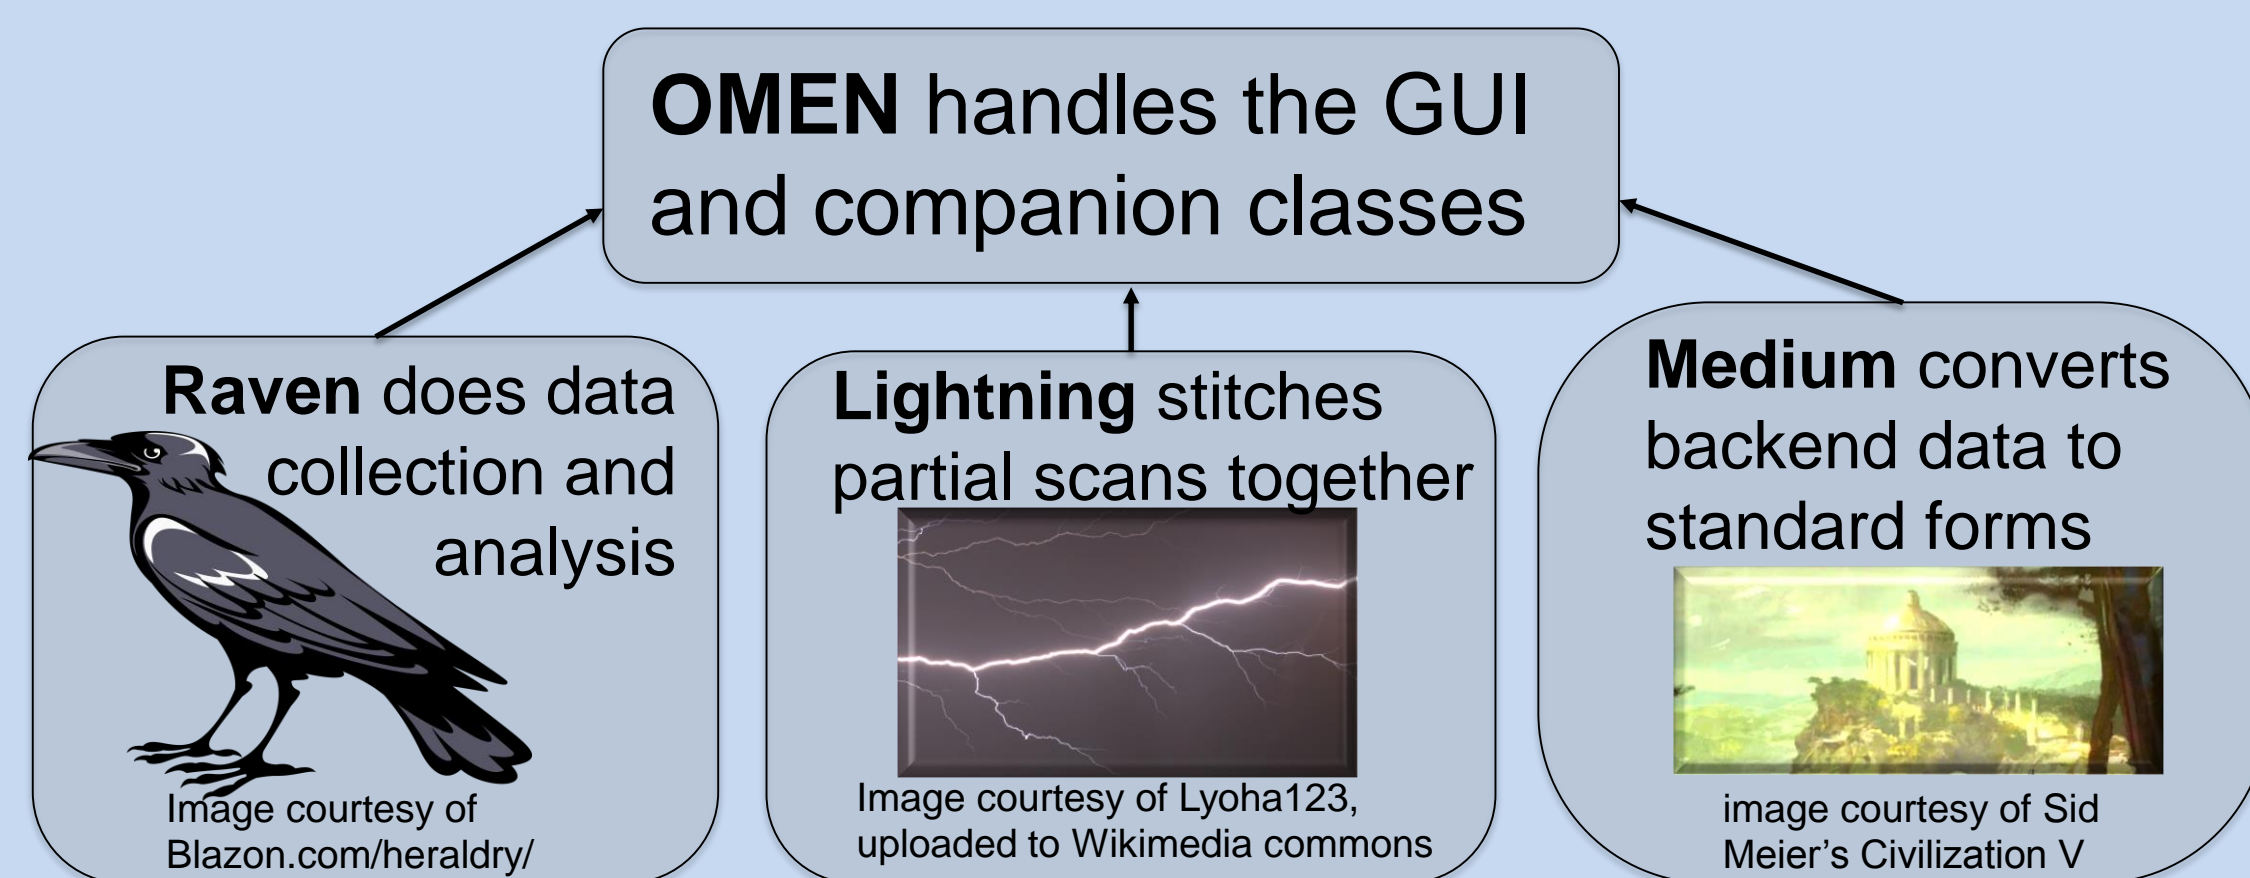 OMEN handles the GUI
and companion classes
Raven does data
collection and
analysis
Image courtesy of
Blazon.com/heraldry/
Lightning stitches
partial scans together
Image courtesy of Lyoha123,
uploaded to Wikimedia commons
Medium converts
backend data to
standard forms
image courtesy of Sid
Meier’s Civilization V